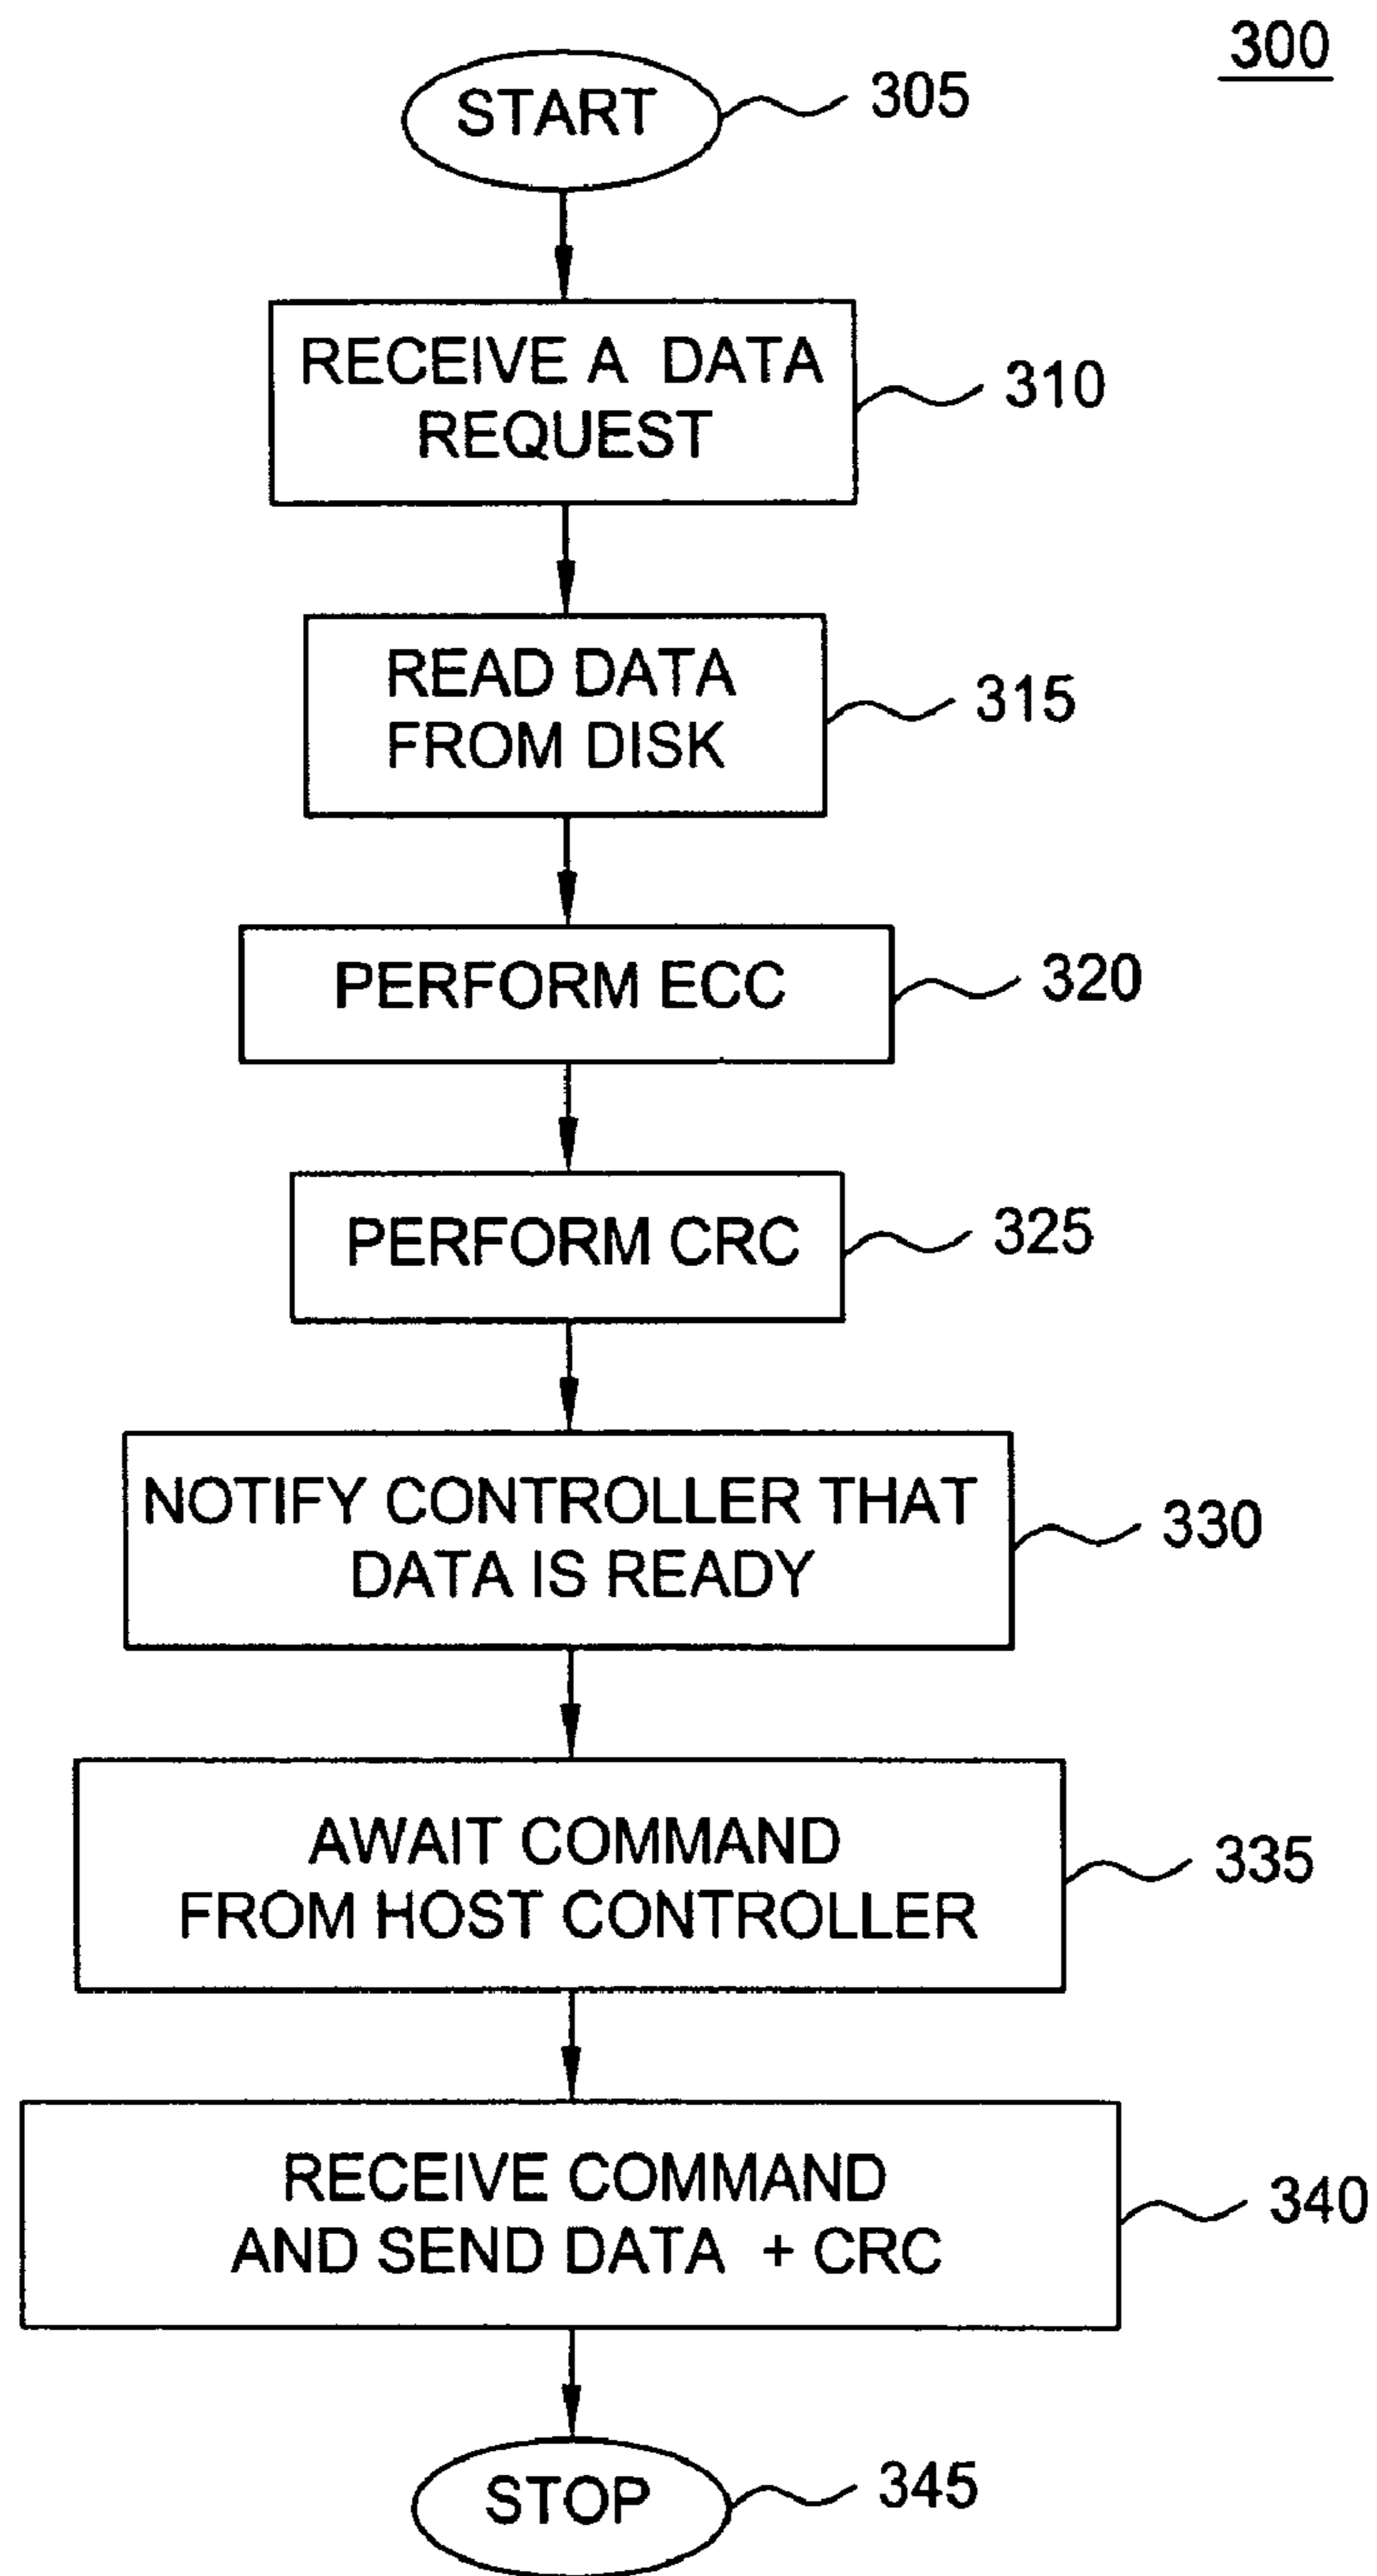 300
START
305
RECEIVE A DATA
REQUEST
310
READ DATA
FROM DISK
315
PERFORM ECC
320
PERFORM CRC
325
NOTIFY CONTROLLER THAT
DATA IS READY
330
AWAIT COMMAND
FROM HOST CONTROLLER
335
RECEIVE COMMAND
AND SEND DATA + CRC
340
STOP
345